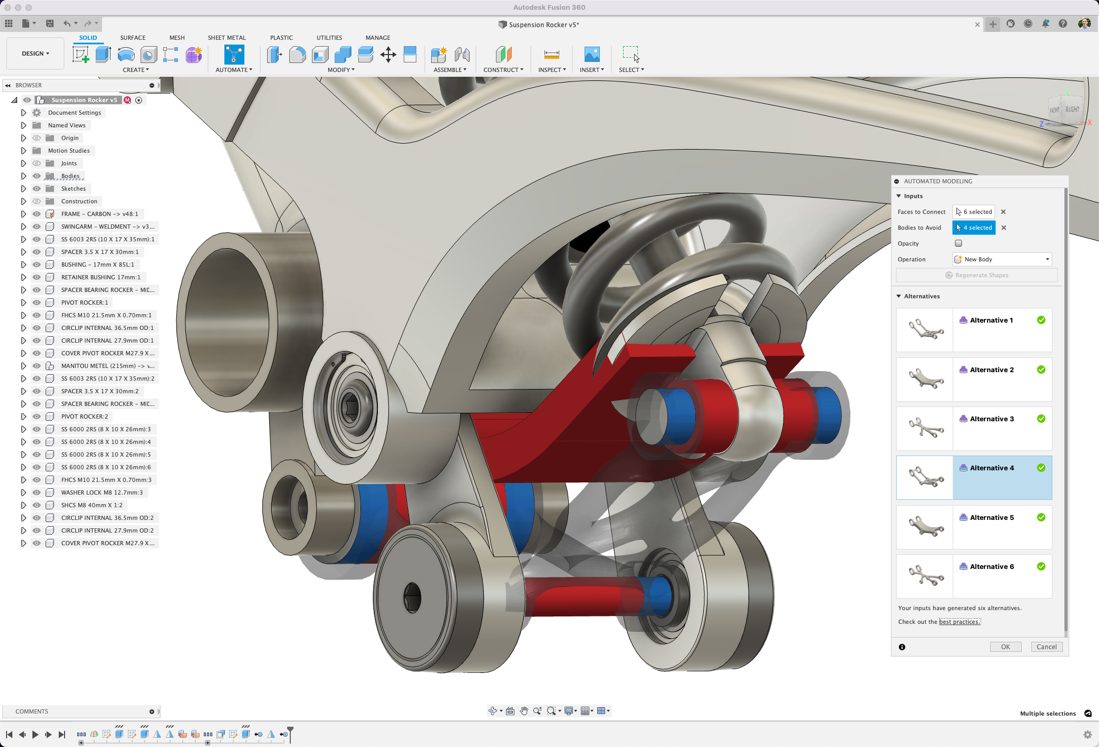 Autodesk Fusion 360
Suspension Rocker v5*
DESIGN
SOLID SURFACE MESH SHEET METAL PLASTIC UTILITIES MANAGE
CREATE AUTOMATE MODIFY ASSEMBLE CONSTRUCT INSPECT INSERT SELECT
BROWSER
Suspension Rocker v5
Document Settings
Named Views
Origin
Motion Studies
Joints
Bodies
Sketches
Construction
FRAME - CARBON -> v48:1
SWINGARM - WELDMENT -> v3...
SS 6003 2RS (10 X 17 X 35mm):1
SPACER 3.5 X 17 X 30mm:1
BUSHING - 17mm X 85L:1
RETAINER BUSHING 17mm:1
SPACER BEARING ROCKER - MID...
PIVOT ROCKER:1
FHCS M10 21.5mm X 0.70mm:1
CIRCLIP INTERNAL 36.5mm OD:1
CIRCLIP INTERNAL 27.9mm OD:1
COVER PIVOT ROCKER M27.9 X...
MANITOU METEL (215mm) -> v...
SS 6003 2RS (10 X 17 X 35mm):2
SPACER 3.5 X 17 X 30mm:2
SPACER BEARING ROCKER - MID...
PIVOT ROCKER:2
SS 6000 2RS (8 X 10 X 26mm):3
SS 6000 2RS (8 X 10 X 26mm):4
SS 6000 2RS (8 X 10 X 26mm):5
SS 6000 2RS (8 X 10 X 26mm):6
FHCS M10 21.5mm X 0.70mm:3
WASHER LOCK M8 12.7mm:3
SHCS M8 40mm X 1:2
CIRCLIP INTERNAL 36.5mm OD:2
CIRCLIP INTERNAL 27.9mm OD:2
COVER PIVOT ROCKER M27.9 X...
RIGHT
Z X
AUTOMATED MODELING
Inputs
Faces to Connect 6 selected
Bodies to Avoid 4 selected
Opacity
Operation New Body
Regenerate Shapes
Alternatives
Alternative 1
Alternative 2
Alternative 3
Alternative 4
Alternative 5
Alternative 6
Your inputs have generated six alternatives.
Check out the best practices.
OK Cancel
COMMENTS
Multiple selections